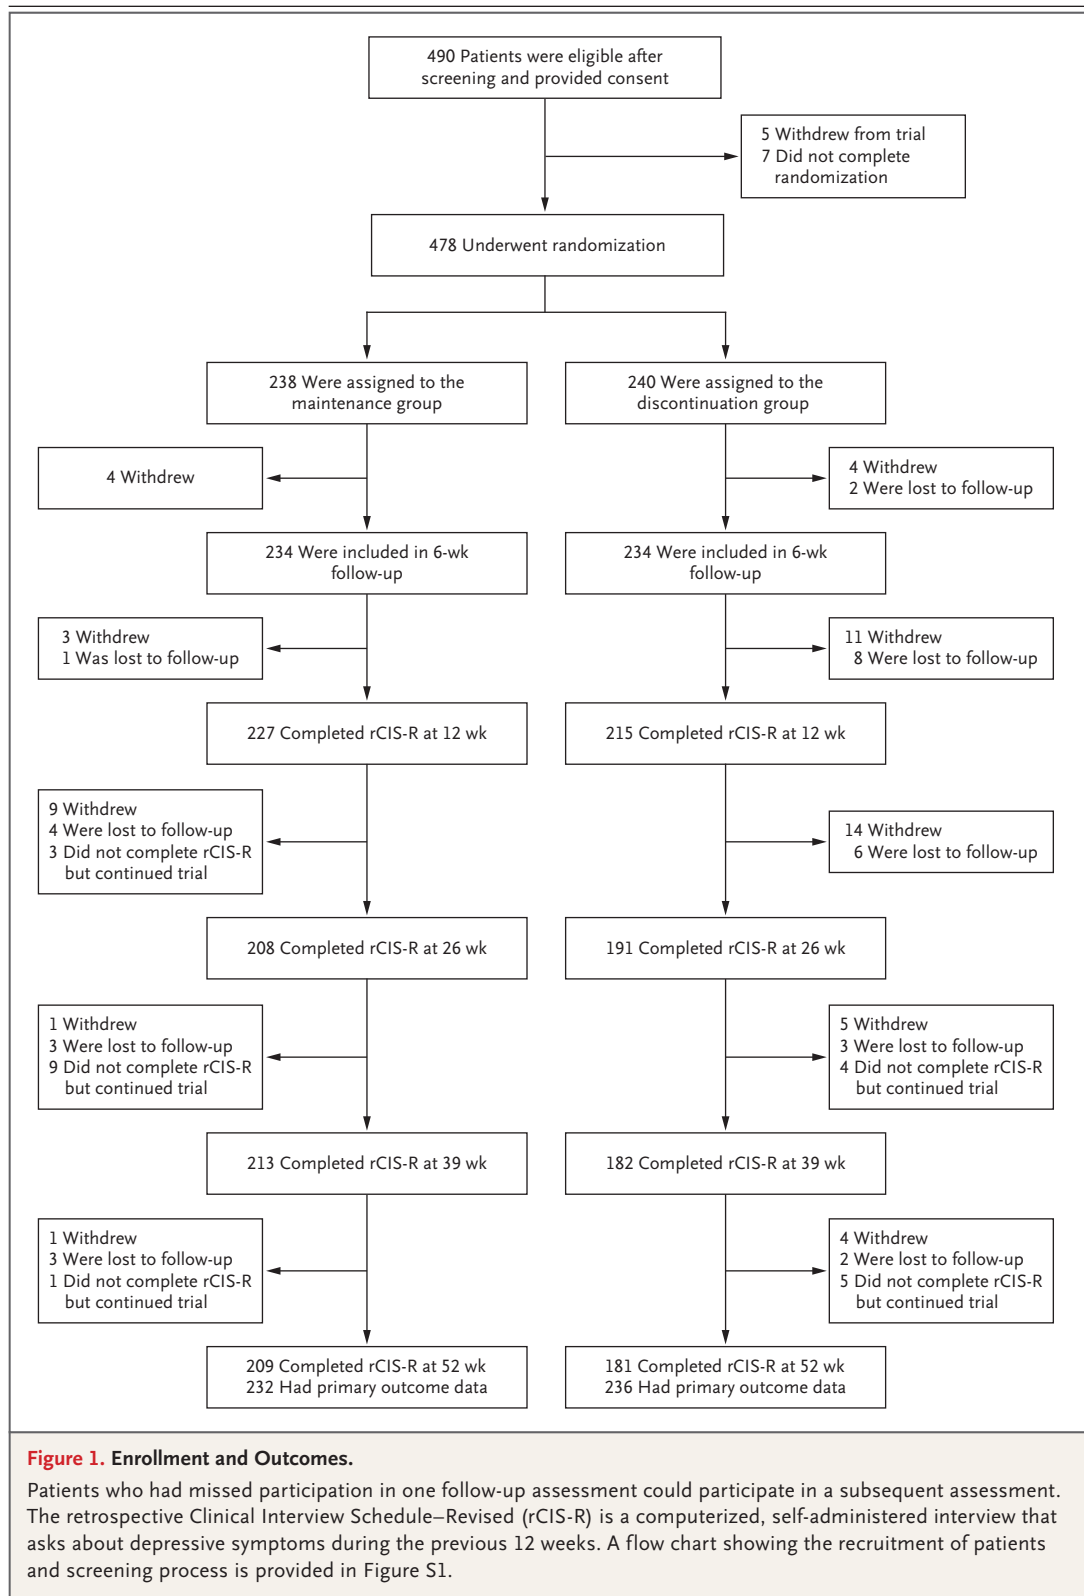 490 Patients were eligible after
screening and provided consent
5 Withdrew from trial
7 Did not complete
randomization
478 Underwent randomization
238 Were assigned to the
maintenance group
240 Were assigned to the
discontinuation group
4 Withdrew
4 Withdrew
2 Were lost to follow-up
234 Were included in 6-wk
follow-up
234 Were included in 6-wk
follow-up
3 Withdrew
1 Was lost to follow-up
11 Withdrew
8 Were lost to follow-up
227 Completed rCIS-R at 12 wk
215 Completed rCIS-R at 12 wk
9 Withdrew
4 Were lost to follow-up
3 Did not complete rCIS-R
but continued trial
14 Withdrew
6 Were lost to follow-up
208 Completed rCIS-R at 26 wk
191 Completed rCIS-R at 26 wk
1 Withdrew
3 Were lost to follow-up
9 Did not complete rCIS-R
but continued trial
5 Withdrew
3 Were lost to follow-up
4 Did not complete rCIS-R
but continued trial
213 Completed rCIS-R at 39 wk
182 Completed rCIS-R at 39 wk
1 Withdrew
3 Were lost to follow-up
1 Did not complete rCIS-R
but continued trial
4 Withdrew
2 Were lost to follow-up
5 Did not complete rCIS-R
but continued trial
209 Completed rCIS-R at 52 wk
232 Had primary outcome data
181 Completed rCIS-R at 52 wk
236 Had primary outcome data
Figure 1. Enrollment and Outcomes.
Patients who had missed participation in one follow-up assessment could participate in a subsequent assessment.
The retrospective Clinical Interview Schedule–Revised (rCIS-R) is a computerized, self-administered interview that
asks about depressive symptoms during the previous 12 weeks. A flow chart showing the recruitment of patients
and screening process is provided in Figure S1.